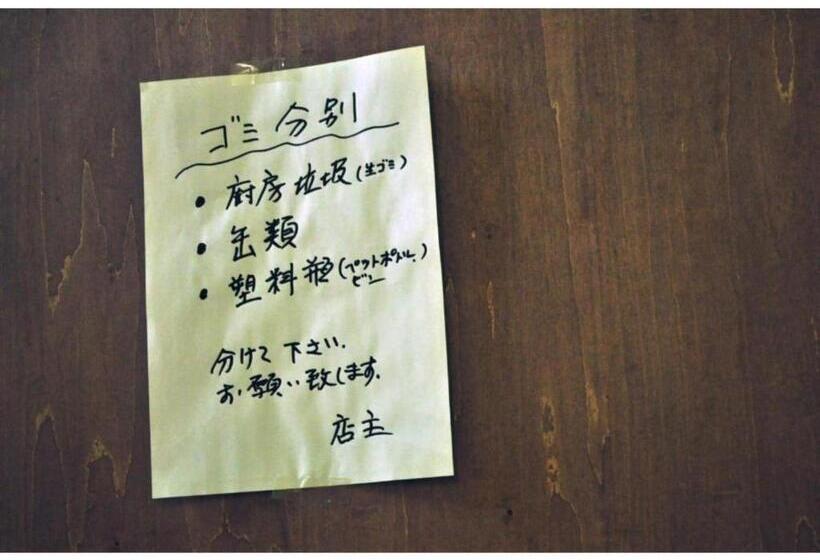 ゴミ分別
・厨房垃圾(生ゴミ)
・缶類
・塑料瓶(ペットボトル.
ビン)
分けて下さい.
お願い致します.
店主